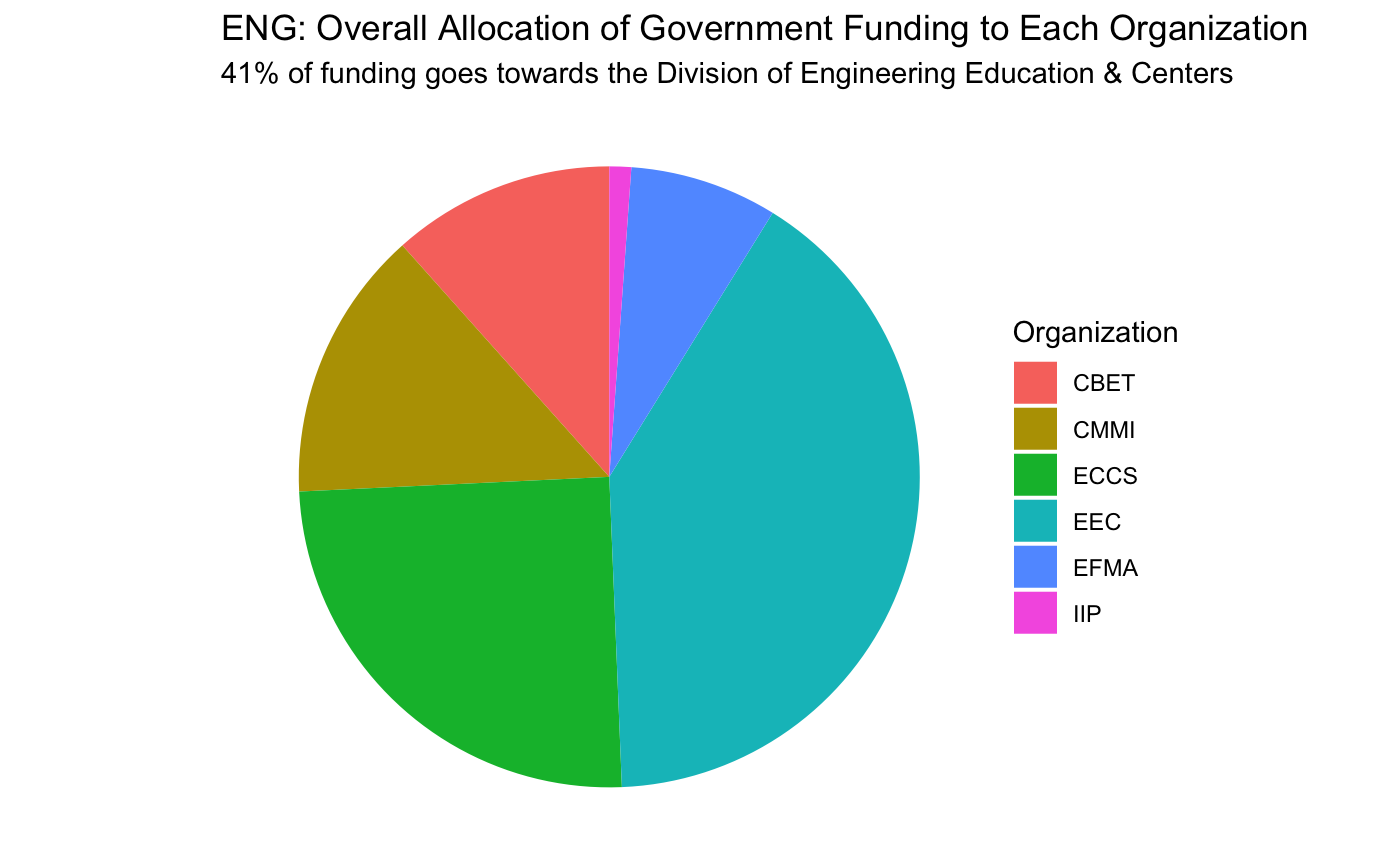 ENG: Overall Allocation of Government Funding to Each Organization
41% of funding goes towards the Division of Engineering Education & Centers
Organization
CBET
CMMI
ECCS
EEC
EFMA
IIP